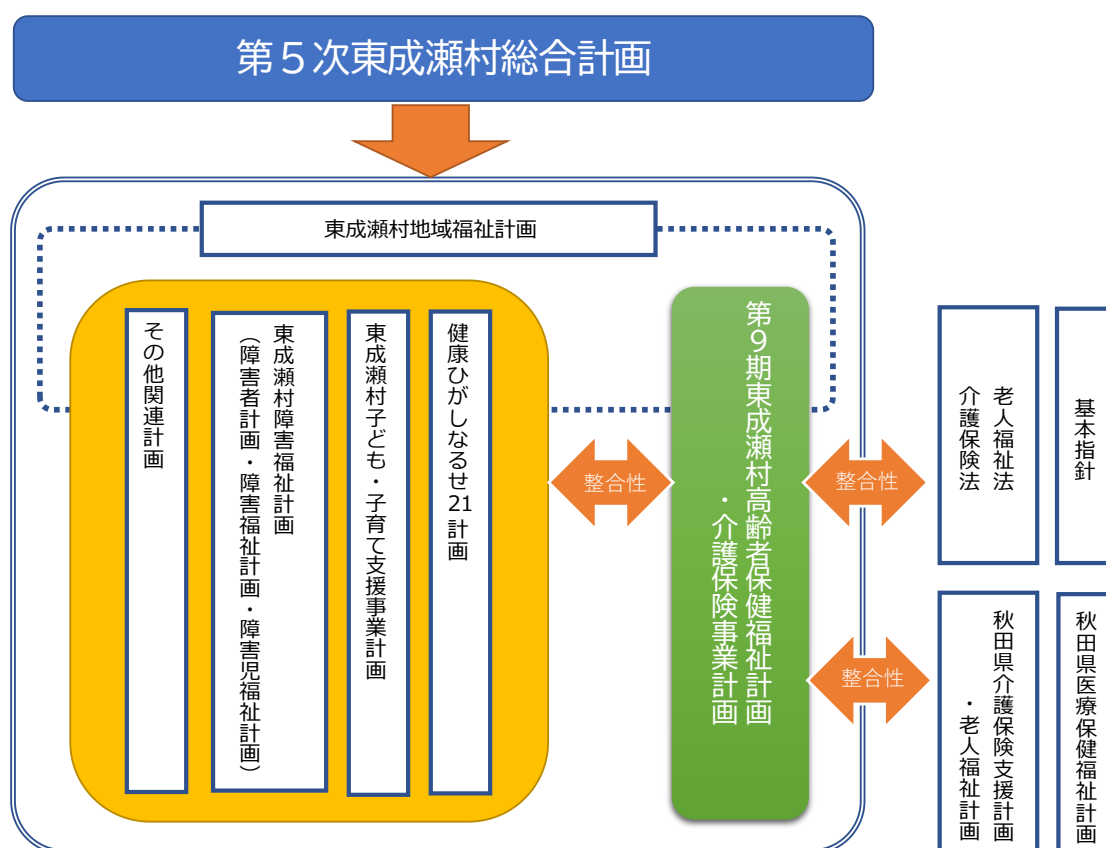 第５次東成瀬村総合計画
東成瀬村地域福祉計画
その他関連計画
東成瀬村障害福祉計画
（障害者計画・障害福祉計画・障害児福祉計画）
東成瀬村子ども・子育て支援事業計画
健康ひがしなるせ21計画
整合性
第９期東成瀬村高齢者保健福祉計画
・介護保険事業計画
整合性
老人福祉法
介護保険法
基本指針
整合性
秋田県介護保険支援計画
・老人福祉計画
秋田県医療保健福祉計画